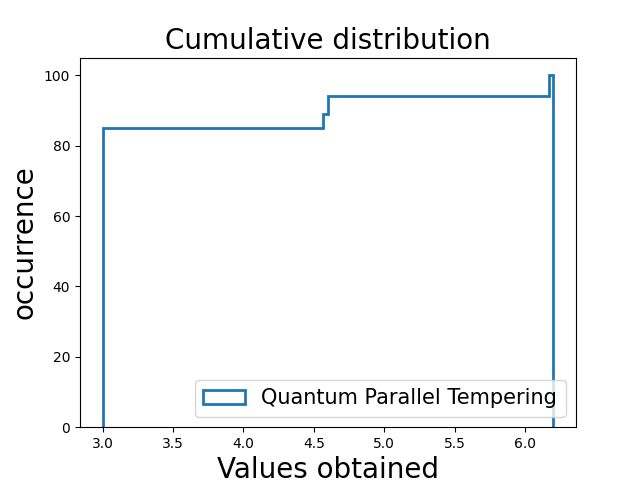 Cumulative distribution
occurrence
100
80
60
40
20
0
Quantum Parallel Tempering
3.0 3.5 4.0 4.5 5.0 5.5 6.0
Values obtained